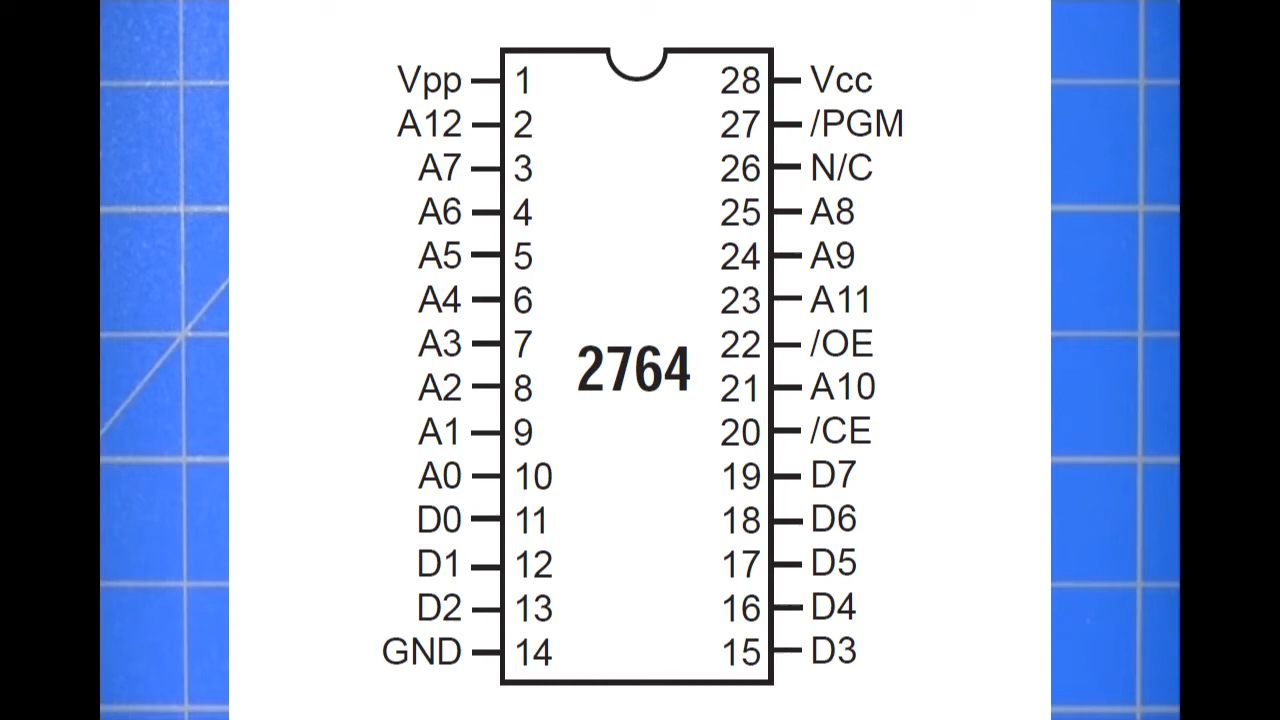 Vpp 1 28 Vcc
A12 2 27 /PGM
A7 3 26 N/C
A6 4 25 A8
A5 5 24 A9
A4 6 23 A11
A3 7 22 /OE
2764
A2 8 21 A10
A1 9 20 /CE
A0 10 19 D7
D0 11 18 D6
D1 12 17 D5
D2 13 16 D4
GND 14 15 D3